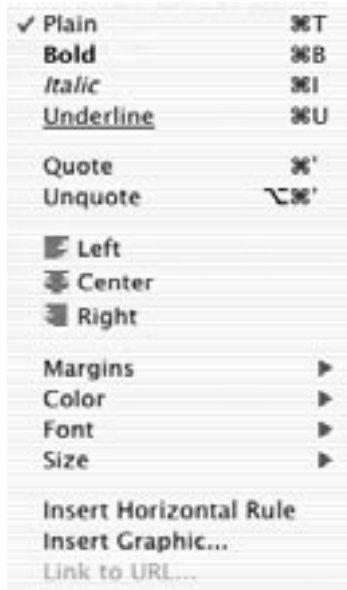 ✓ Plain ⌘T
Bold ⌘B
Italic ⌘I
Underline ⌘U
Quote ⌘'
Unquote ⌥⌘'
Left
Center
Right
Margins ▶
Color ▶
Font ▶
Size ▶
Insert Horizontal Rule
Insert Graphic...
Link to URL...